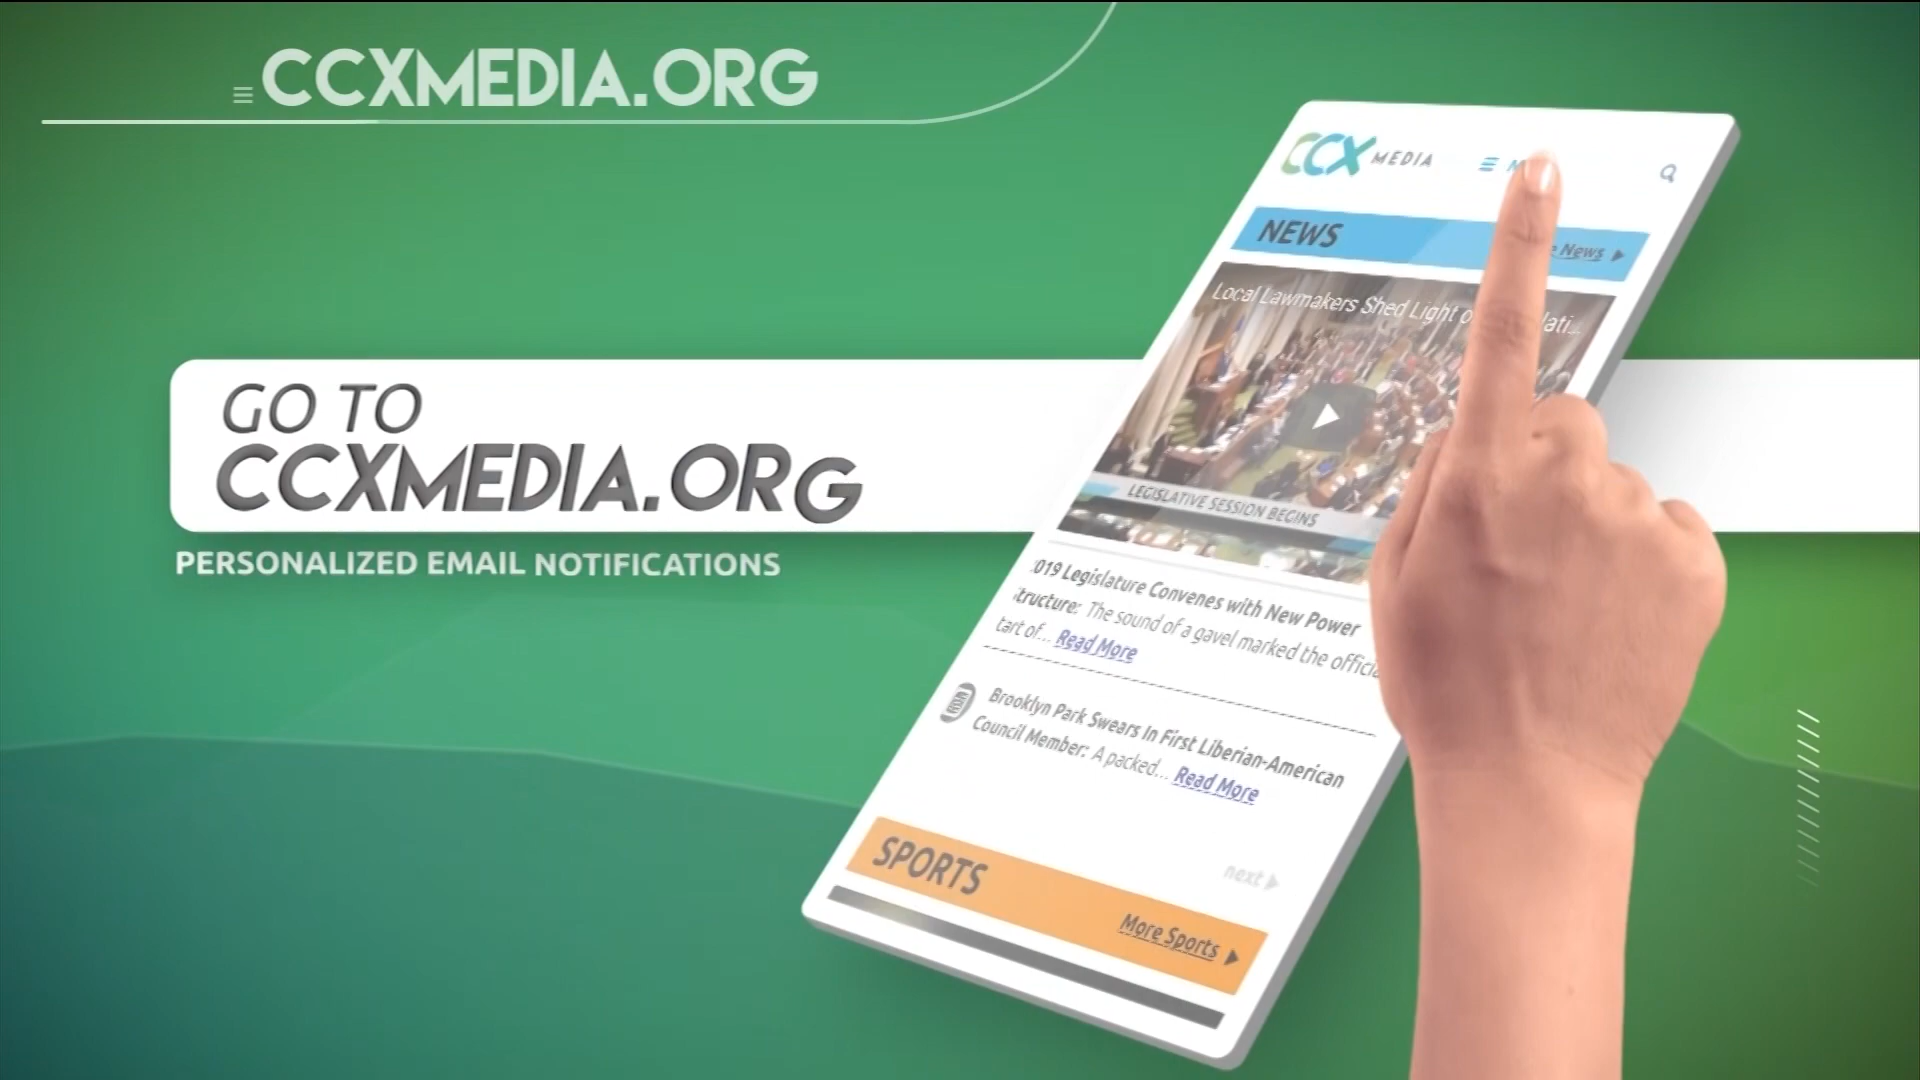 CCXMEDIA.ORG
GO TO
CCXMEDIA.ORG
PERSONALIZED EMAIL NOTIFICATIONS
CCX MEDIA
NEWS
News
Local Lawmakers Shed Light
LEGISLATIVE SESSION BEGINS
019 Legislature Convenes with New Power
tructure: The sound of a gavel marked the officia
tart of... Read More
Brooklyn Park Swears In First Liberian-American
Council Member: A packed... Read More
next
SPORTS
More Sports